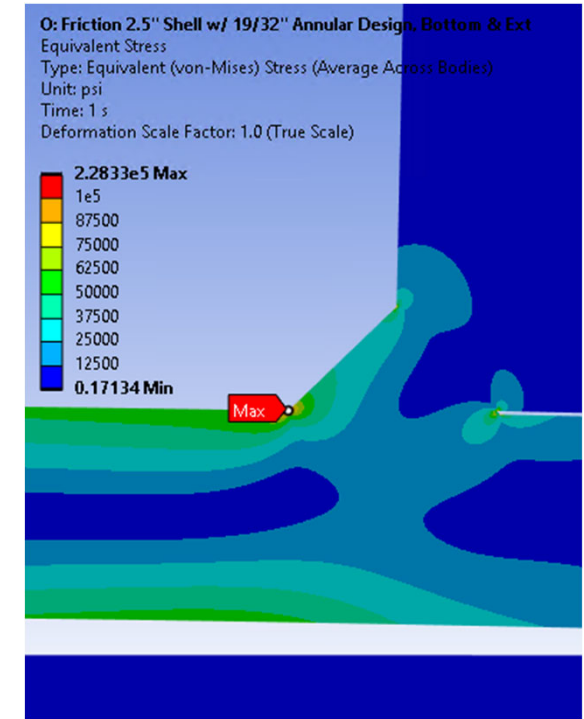 O: Friction 2.5" Shell w/ 19/32" Annular Design, Bottom & Ext
Equivalent Stress
Type: Equivalent (von-Mises) Stress (Average Across Bodies)
Unit: psi
Time: 1 s
Deformation Scale Factor: 1.0 (True Scale)
2.2833e5 Max
1e5
87500
75000
62500
50000
37500
25000
12500
0.17134 Min
Max